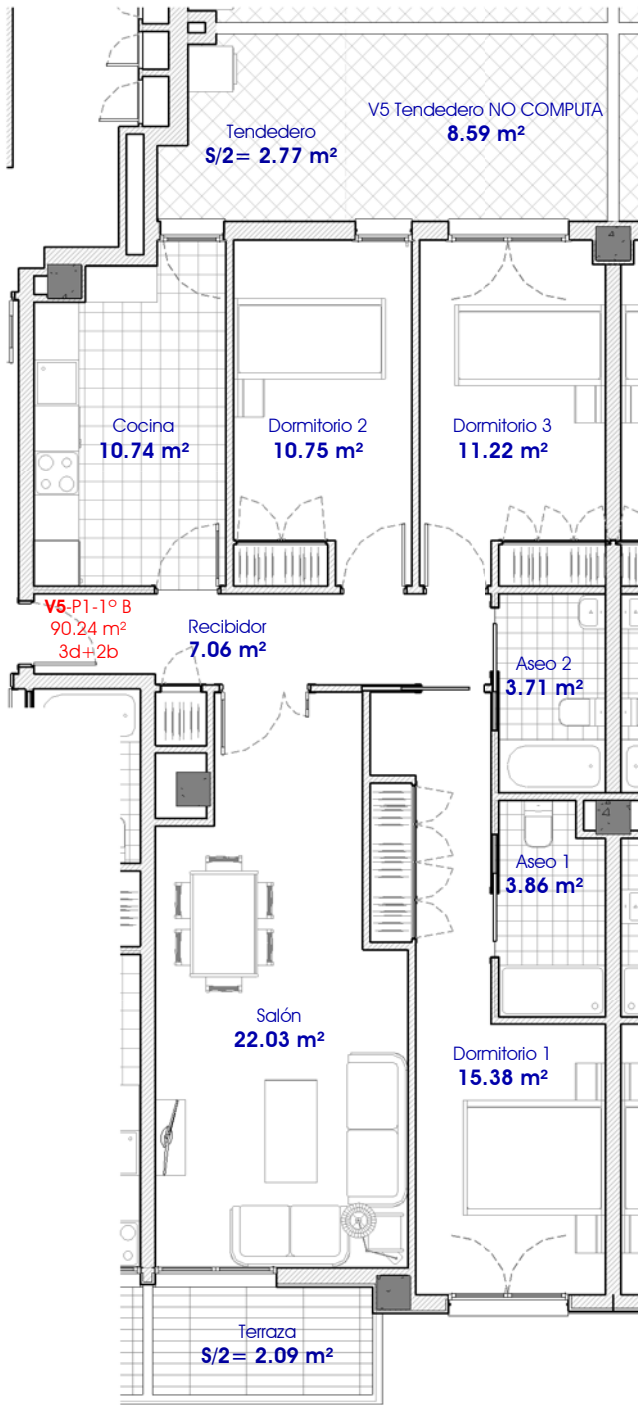 V5 Tendedero NO COMPUTA
8.59 m²
Tendedero
S/2= 2.77 m²
Cocina
10.74 m²
Dormitorio 2
10.75 m²
Dormitorio 3
11.22 m²
V5-P1-1º B
90.24 m²
3d+2b
Recibidor
7.06 m²
Aseo 2
3.71 m²
Aseo 1
3.86 m²
Salón
22.03 m²
Dormitorio 1
15.38 m²
Terraza
S/2= 2.09 m²